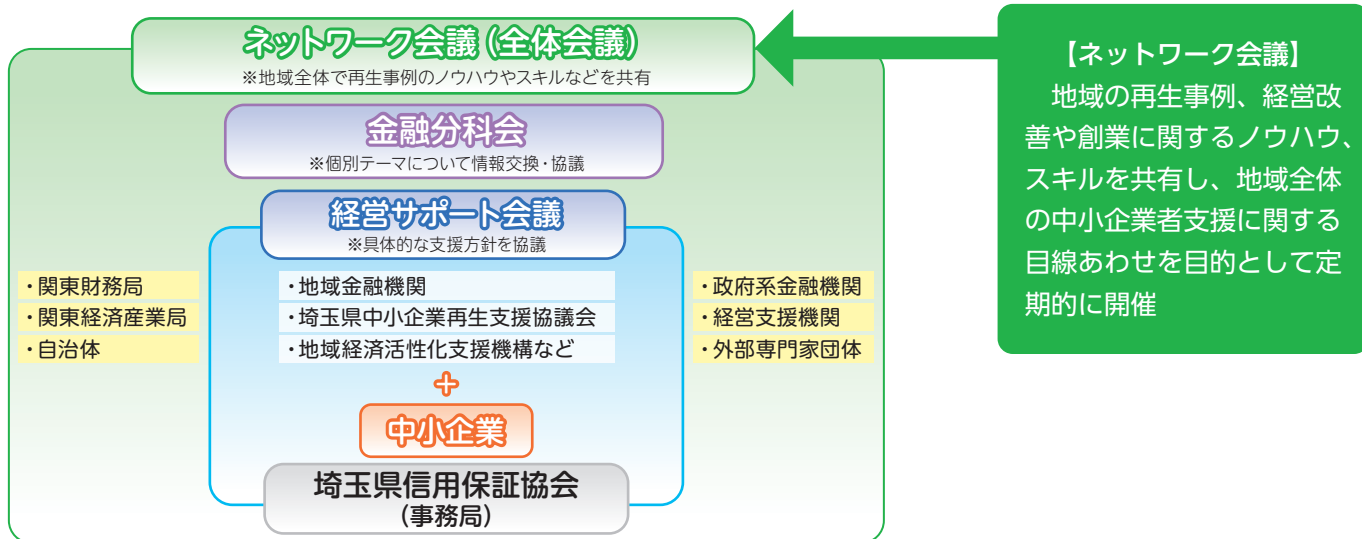 ネットワーク会議(全体会議)
※地域全体で再生事例のノウハウやスキルなどを共有
金融分科会
※個別テーマについて情報交換・協議
経営サポート会議
※具体的な支援方針を協議
・関東財務局
・関東経済産業局
・自治体
・地域金融機関
・埼玉県中小企業再生支援協議会
・地域経済活性化支援機構など
・政府系金融機関
・経営支援機関
・外部専門家団体
+
中小企業
埼玉県信用保証協会
(事務局)
【ネットワーク会議】
地域の再生事例、経営改
善や創業に関するノウハウ、
スキルを共有し、地域全体
の中小企業者支援に関する
目線あわせを目的として定
期的に開催